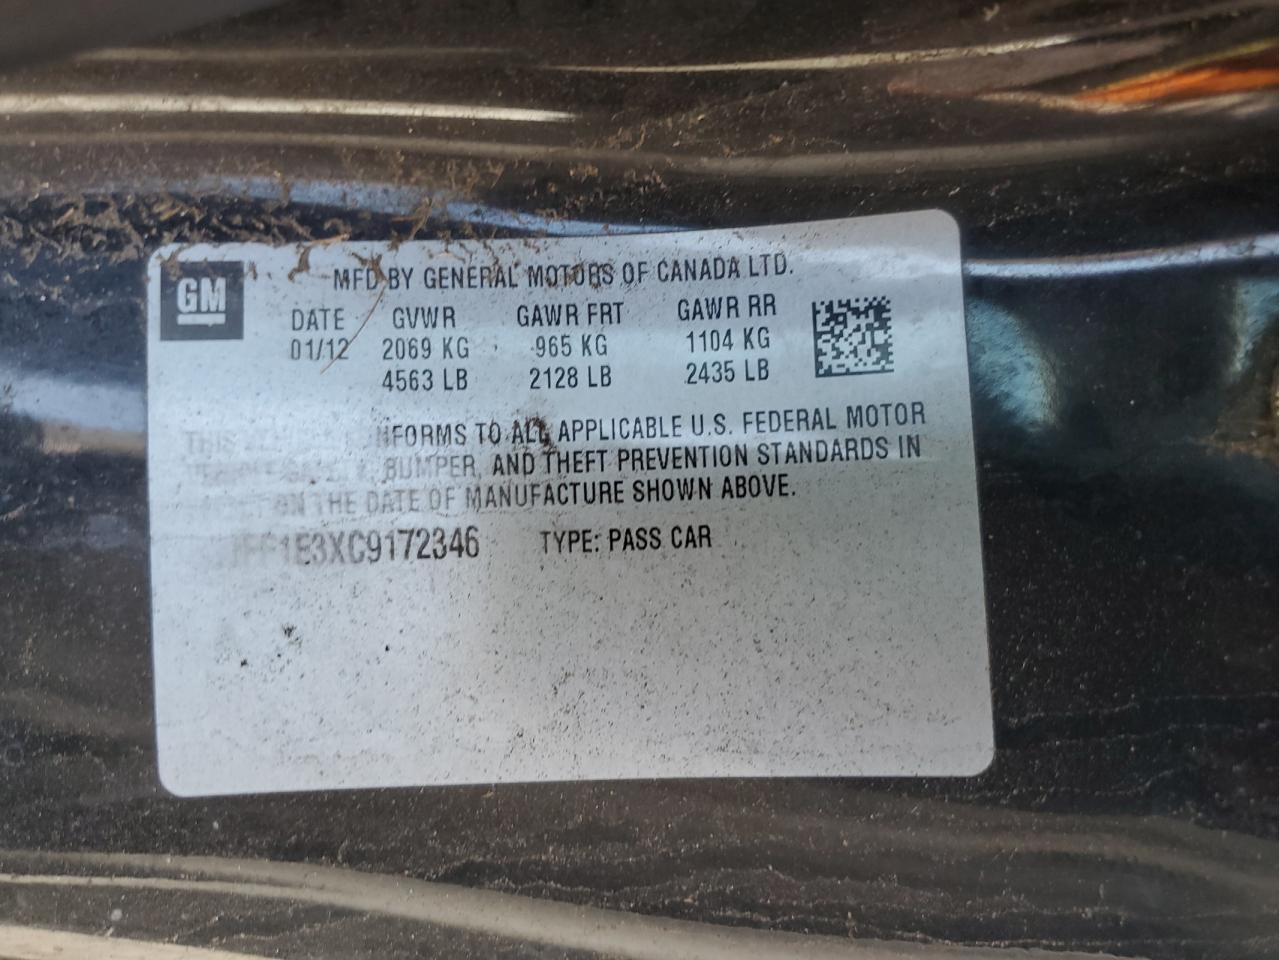 GM
MFD BY GENERAL MOTORS OF CANADA LTD.
DATE GVWR GAWR FRT GAWR RR
01/12 2069 KG 965 KG 1104 KG
4563 LB 2128 LB 2435 LB
THIS TO ALL APPLICABLE U.S. FEDERAL MOTOR
BUMPER, AND THEFT PREVENTION STANDARDS IN
ON THE DATE OF MANUFACTURE SHOWN ABOVE.
1E3XC9172346 TYPE: PASS CAR